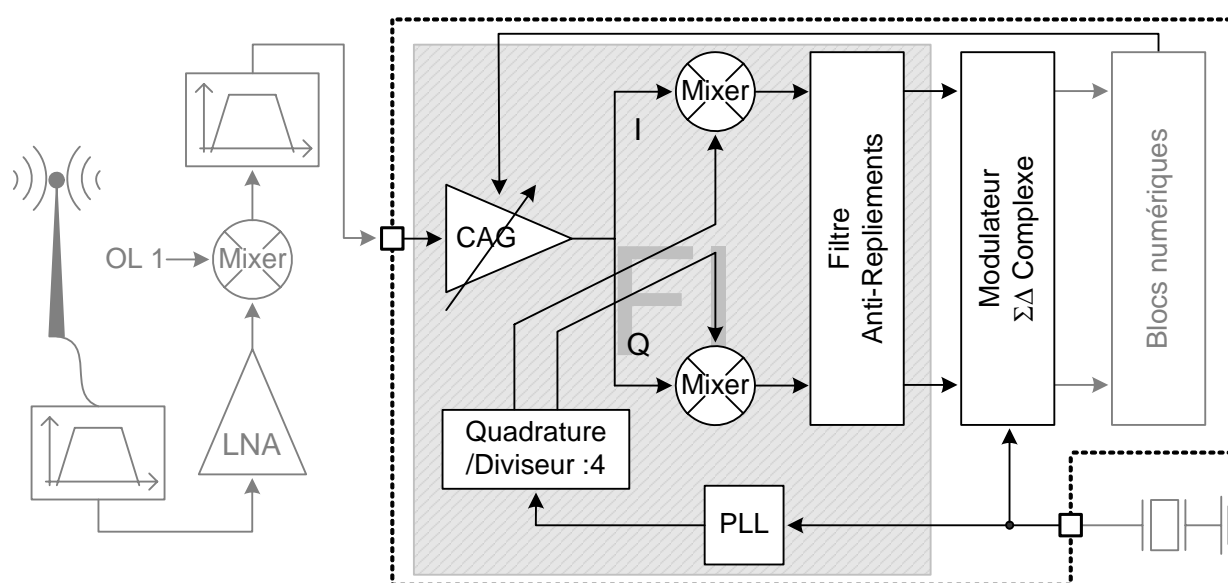 OL 1
Mixer
LNA
CAG
FI
I
Mixer
Q
Mixer
Quadrature
/Diviseur :4
PLL
Filtre
Anti-Repliements
Modulateur
ΣΔ Complexe
Blocs numériques